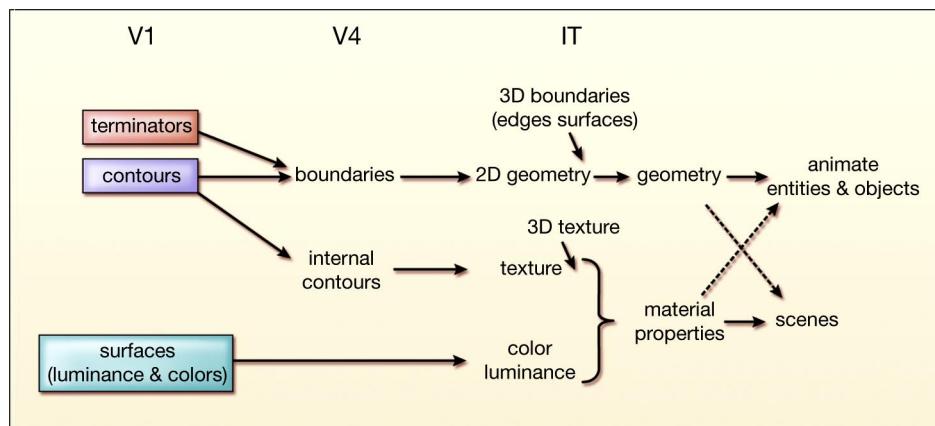 V1 V4 IT
3D boundaries
(edges surfaces)
terminators
contours
boundaries
2D geometry
geometry
animate
entities & objects
3D texture
internal
contours
texture
material
properties
scenes
surfaces
(luminance & colors)
color
luminance